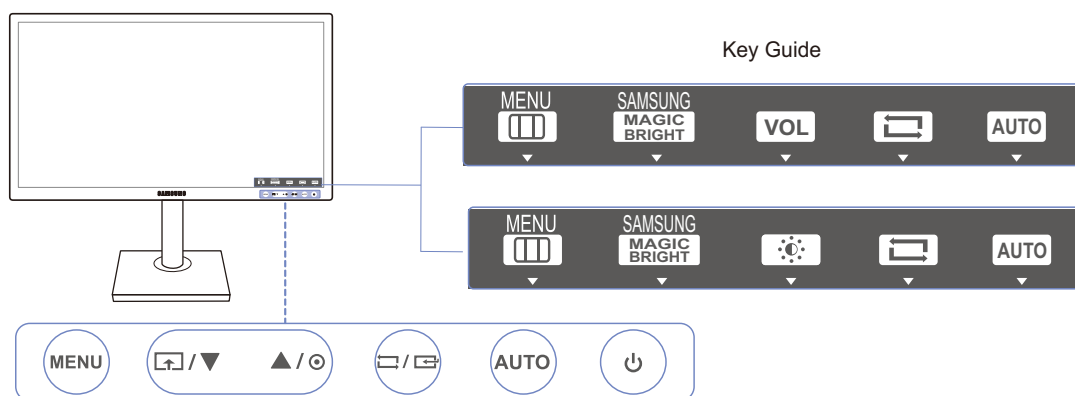 Key Guide
MENU
SAMSUNG
MAGIC
BRIGHT
VOL
AUTO
SAMSUNG
MENU
SAMSUNG
MAGIC
BRIGHT
AUTO
MENU
/ ▼
▲ /
/
AUTO